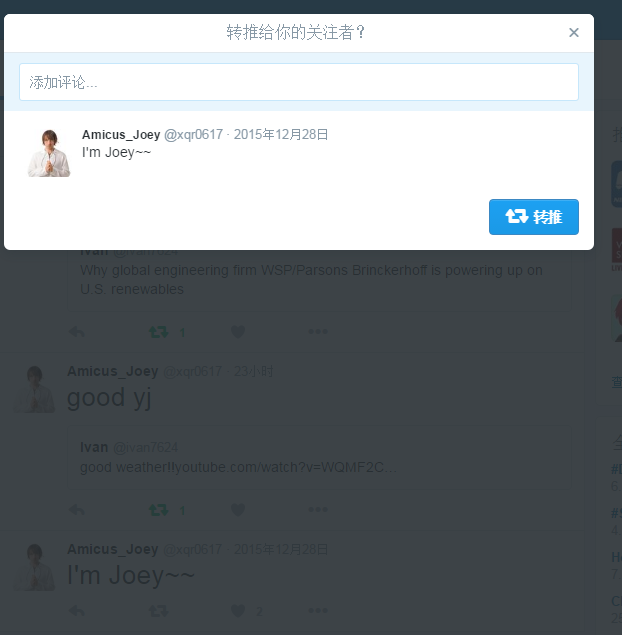 转推给你的关注者？
×
添加评论...
Amicus_Joey @xqr0617 · 2015年12月28日
I'm Joey~~
转推
Ivan @ivan7624
Why global engineering firm WSP/Parsons Brinckerhoff is powering up on
U.S. renewables
1
Amicus_Joey @xqr0617 · 23小时
good yj
Ivan @ivan7624
good weather!!youtube.com/watch?v=WQMF2C...
1
Amicus_Joey @xqr0617 · 2015年12月28日
I'm Joey~~
2